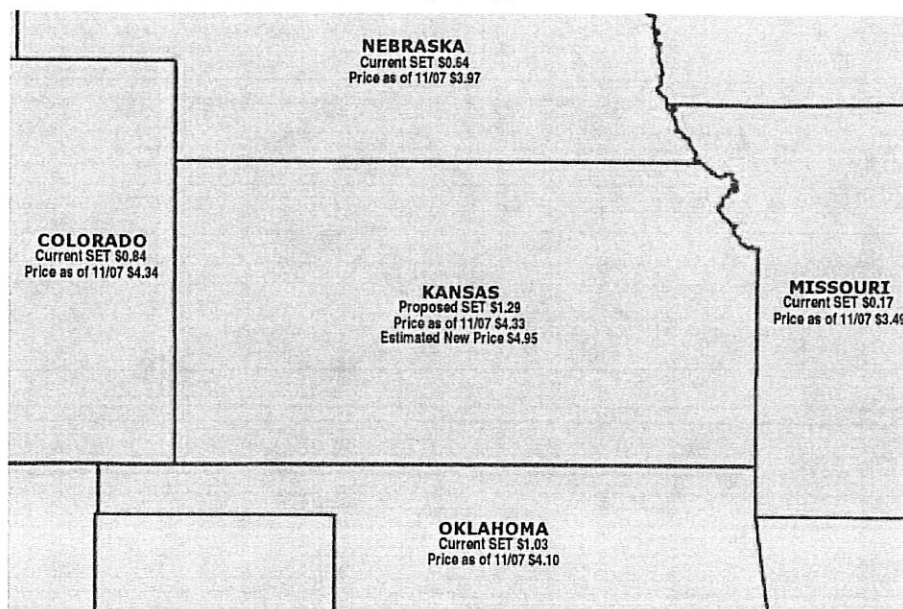 NEBRASKA
Current SET $0.64
Price as of 11/07 $3.97
COLORADO
Current SET $0.84
Price as of 11/07 $4.34
KANSAS
Proposed SET $1.29
Price as of 11/07 $4.33
Estimated New Price $4.95
MISSOURI
Current SET $0.17
Price as of 11/07 $3.49
OKLAHOMA
Current SET $1.03
Price as of 11/07 $4.10